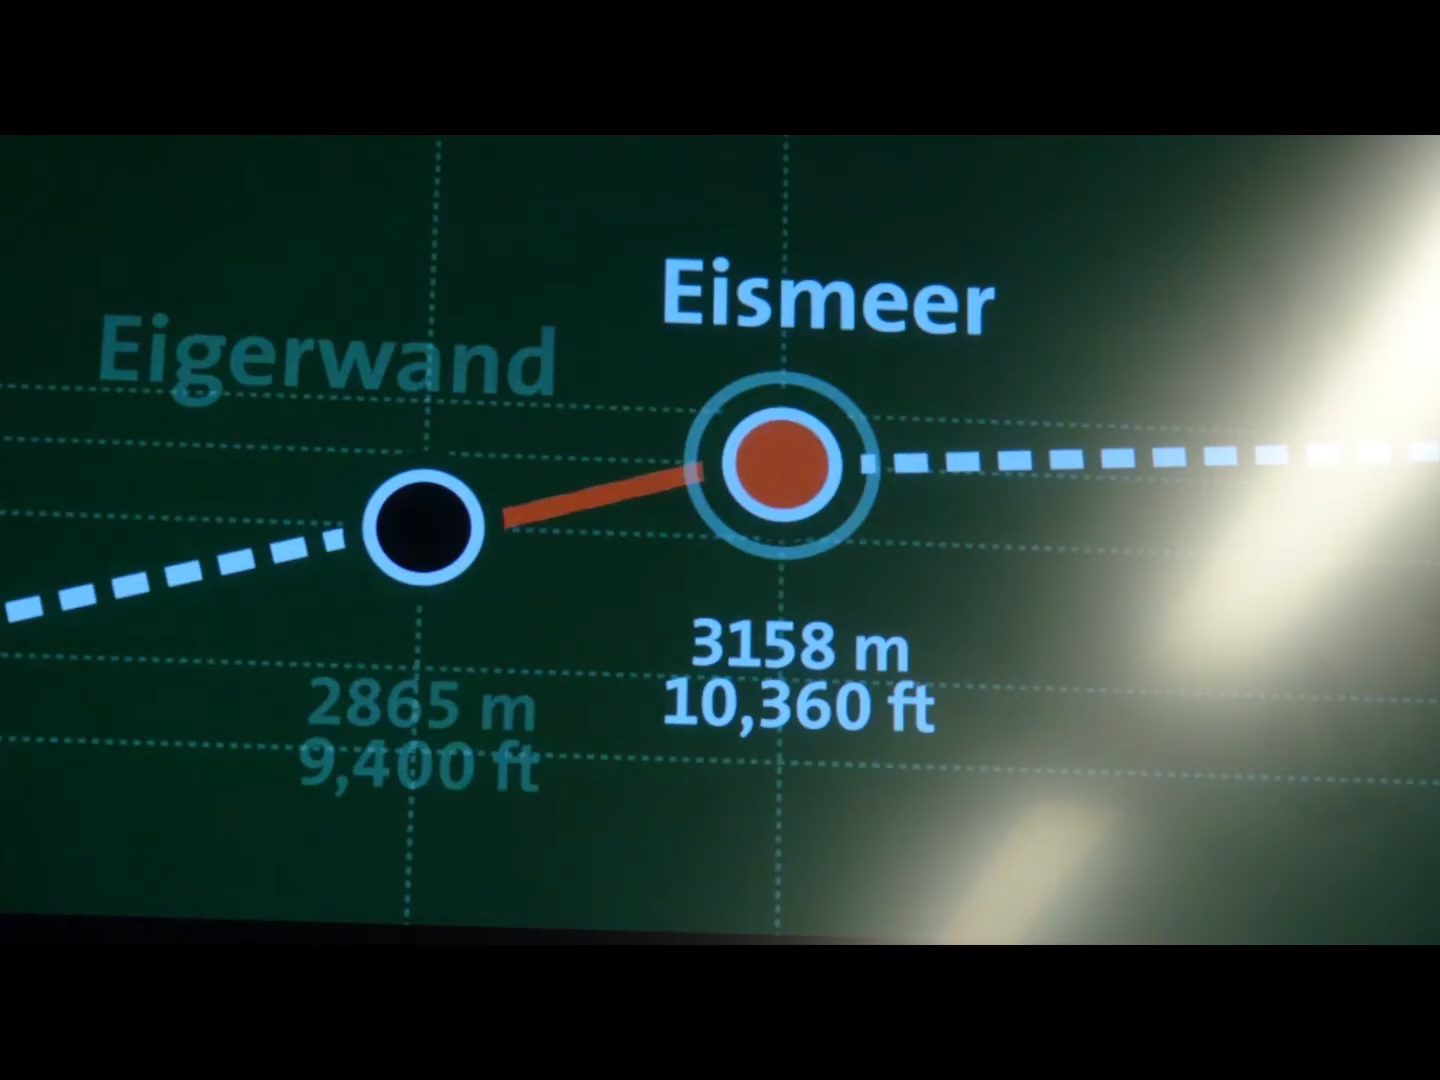 Eigerwand
2865 m
9,400 ft
Eismeer
3158 m
10,360 ft